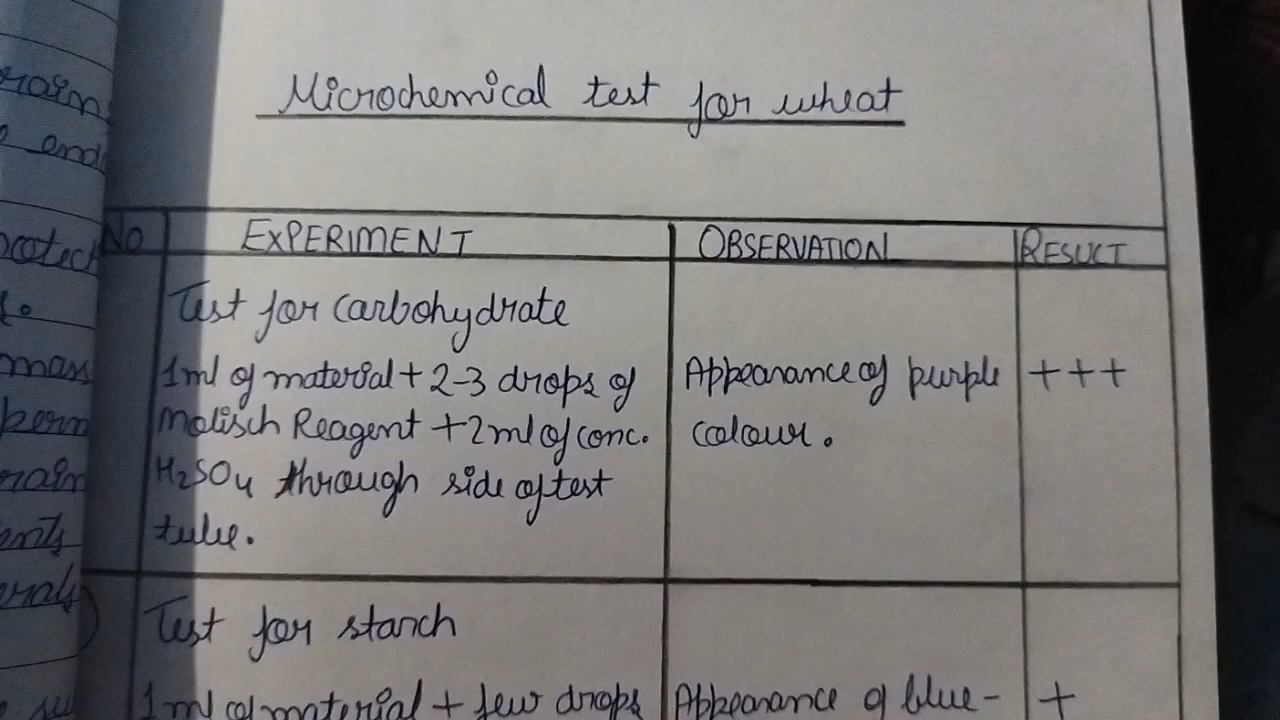 Microchemical test for wheat
No EXPERIMENT OBSERVATION RESULT
Test for carbohydrate
1ml of material + 2-3 drops of
Molisch Reagent + 2ml of conc.
H2SO4 through side of test
tube.
Appearance of purple
colour.
+++
Test for starch
1ml of material + few drops
Appearance of blue-
+